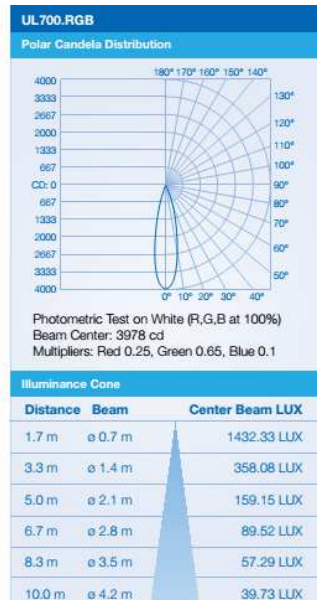 UL700.RGB
Polar Candela Distribution
180° 170° 160° 150° 140°
4000
3333
2667
2000
1333
667
CD: 0
667
1333
2000
2667
3333
4000
130°
120°
110°
100°
90°
80°
70°
60°
50°
0° 10° 20° 30° 40°
Photometric Test on White (R,G,B at 100%)
Beam Center: 3978 cd
Multipliers: Red 0.25, Green 0.65, Blue 0.1
Illuminance Cone
Distance Beam Center Beam LUX
1.7 m ø 0.7 m 1432.33 LUX
3.3 m ø 1.4 m 358.08 LUX
5.0 m ø 2.1 m 159.15 LUX
6.7 m ø 2.8 m 89.52 LUX
8.3 m ø 3.5 m 57.29 LUX
10.0 m ø 4.2 m 39.73 LUX